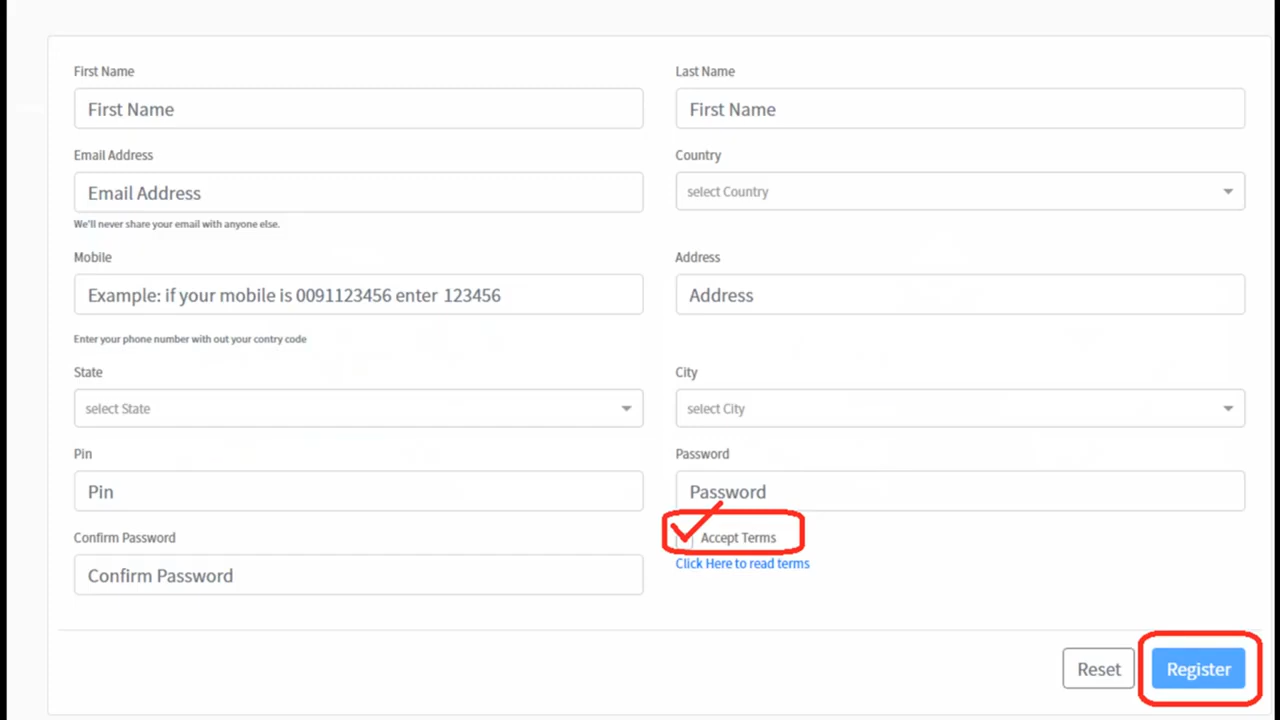 First Name
Last Name
First Name
First Name
Email Address
Country
Email Address
select Country
We'll never share your email with anyone else.
Mobile
Address
Example: if your mobile is 0091123456 enter 123456
Address
Enter your phone number with out your contry code
State
City
select State
select City
Pin
Password
Pin
Password
Confirm Password
Accept Terms
Click Here to read terms
Confirm Password
Reset
Register